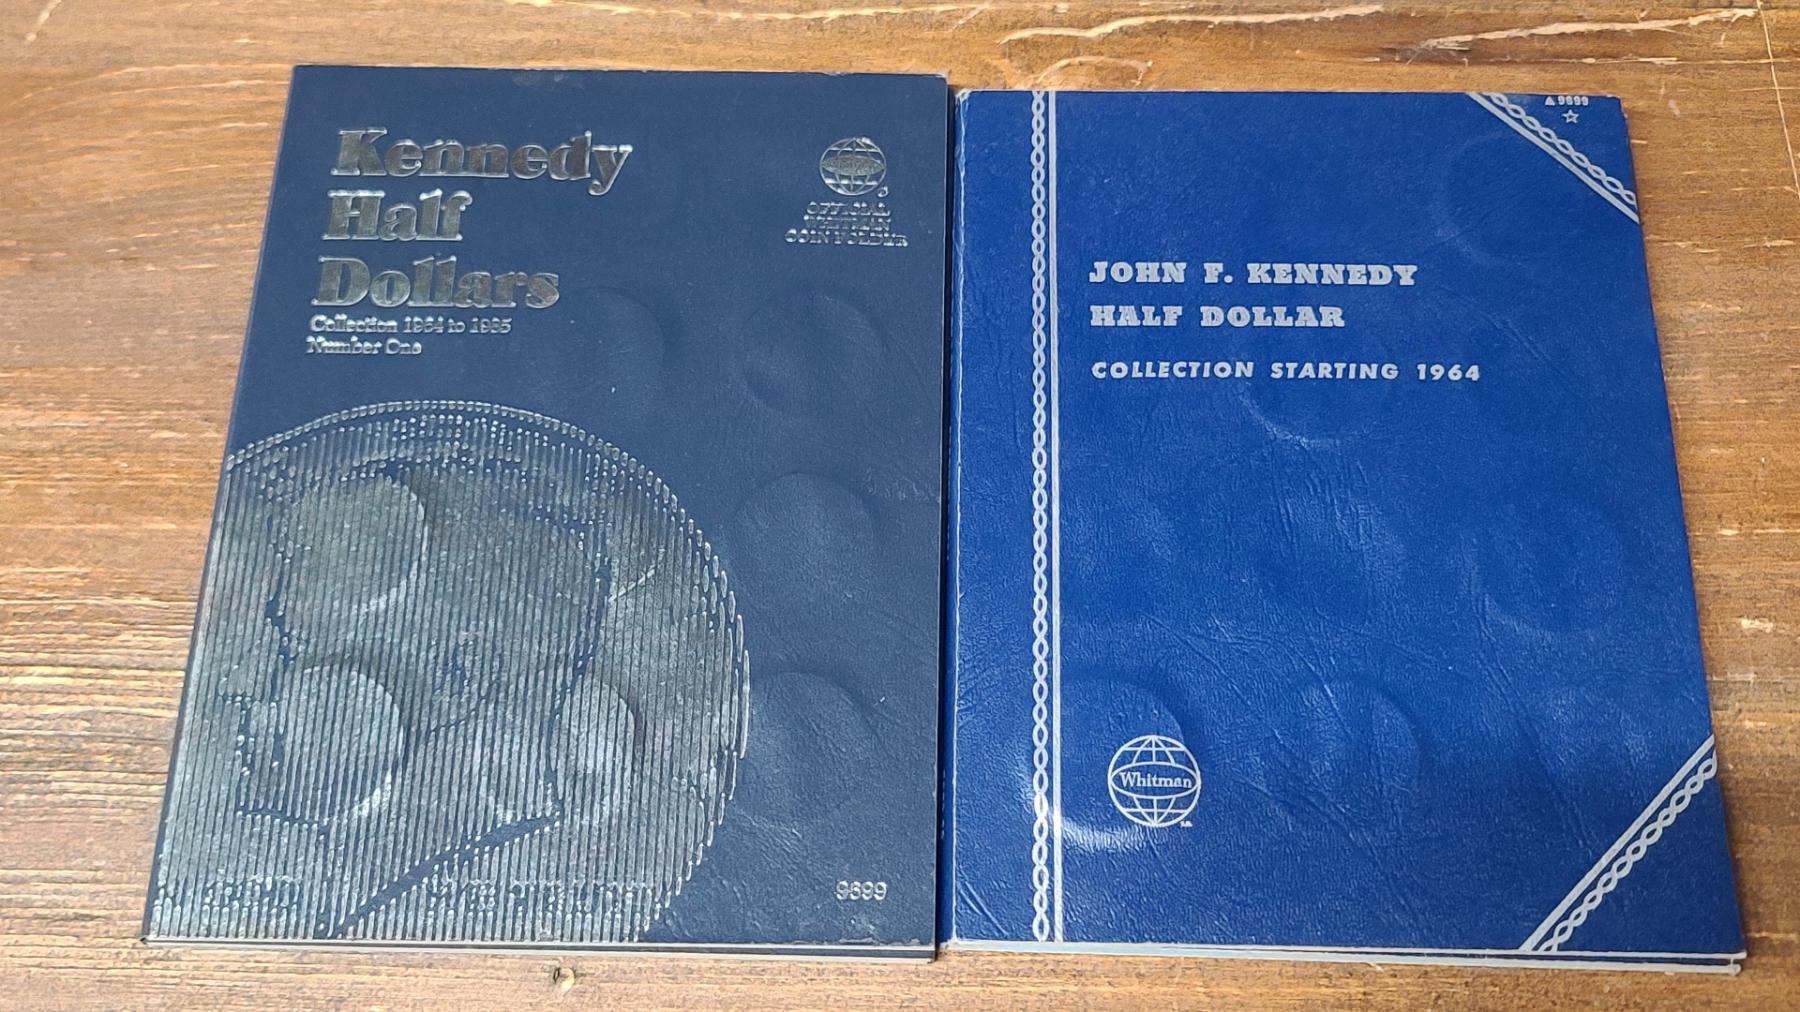 Kennedy
Half
Dollars
Collection 1964 to 1985
Number One
OFFICIAL
WHITMAN
COIN FOLDER
9699
▲ 9699
☆
JOHN F. KENNEDY
HALF DOLLAR
COLLECTION STARTING 1964
Whitman